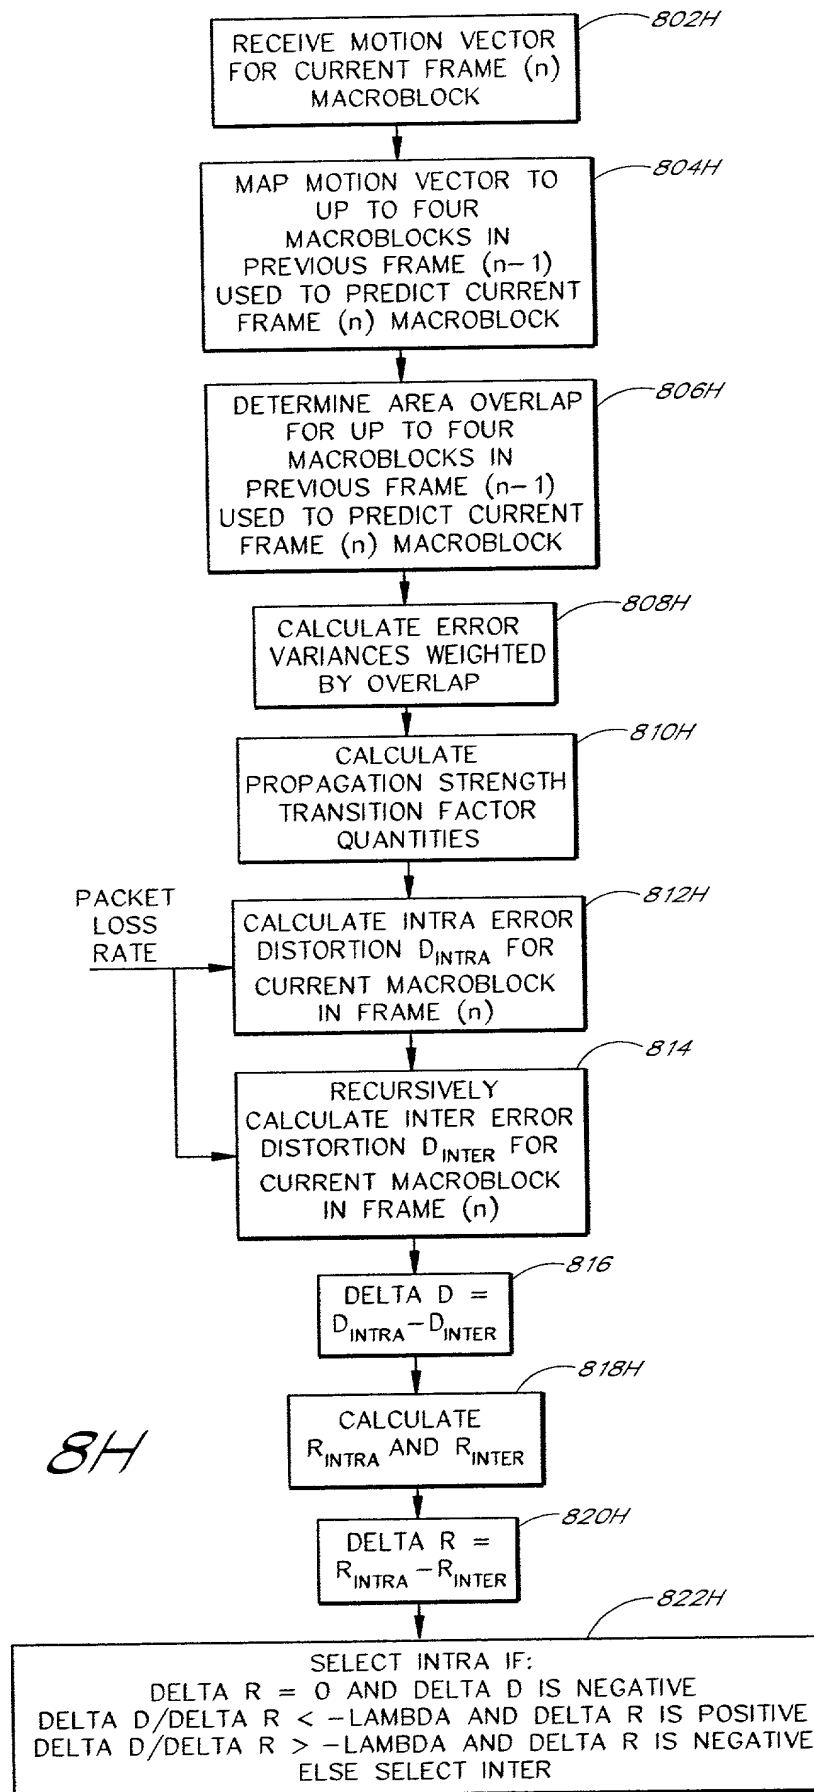 802H
RECEIVE MOTION VECTOR
FOR CURRENT FRAME (n)
MACROBLOCK
804H
MAP MOTION VECTOR TO
UP TO FOUR
MACROBLOCKS IN
PREVIOUS FRAME (n-1)
USED TO PREDICT CURRENT
FRAME (n) MACROBLOCK
806H
DETERMINE AREA OVERLAP
FOR UP TO FOUR
MACROBLOCKS IN
PREVIOUS FRAME (n-1)
USED TO PREDICT CURRENT
FRAME (n) MACROBLOCK
808H
CALCULATE ERROR
VARIANCES WEIGHTED
BY OVERLAP
810H
CALCULATE
PROPAGATION STRENGTH
TRANSITION FACTOR
QUANTITIES
PACKET
LOSS
RATE
812H
CALCULATE INTRA ERROR
DISTORTION D_INTRA FOR
CURRENT MACROBLOCK
IN FRAME (n)
814
RECURSIVELY
CALCULATE INTER ERROR
DISTORTION D_INTER FOR
CURRENT MACROBLOCK
IN FRAME (n)
816
DELTA D =
D_INTRA-D_INTER
818H
CALCULATE
R_INTRA AND R_INTER
8H
820H
DELTA R =
R_INTRA-R_INTER
822H
SELECT INTRA IF:
DELTA R = 0 AND DELTA D IS NEGATIVE
DELTA D/DELTA R < -LAMBDA AND DELTA R IS POSITIVE
DELTA D/DELTA R > -LAMBDA AND DELTA R IS NEGATIVE
ELSE SELECT INTER